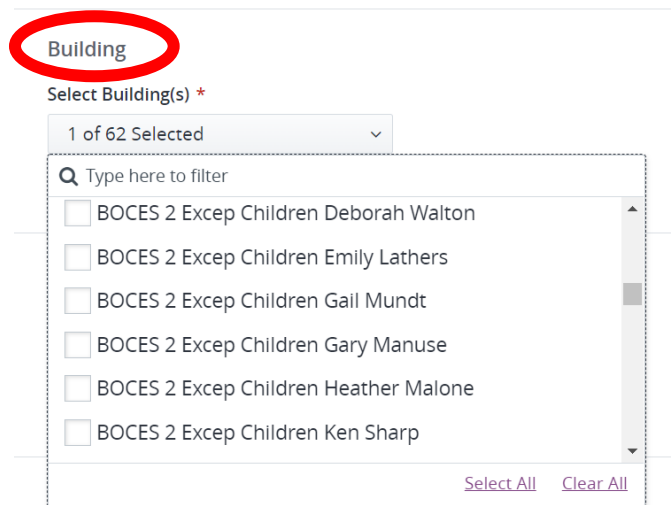 Building
Select Building(s) *
1 of 62 Selected
Type here to filter
BOCES 2 Excep Children Deborah Walton
BOCES 2 Excep Children Emily Lathers
BOCES 2 Excep Children Gail Mundt
BOCES 2 Excep Children Gary Manuse
BOCES 2 Excep Children Heather Malone
BOCES 2 Excep Children Ken Sharp
Select All Clear All